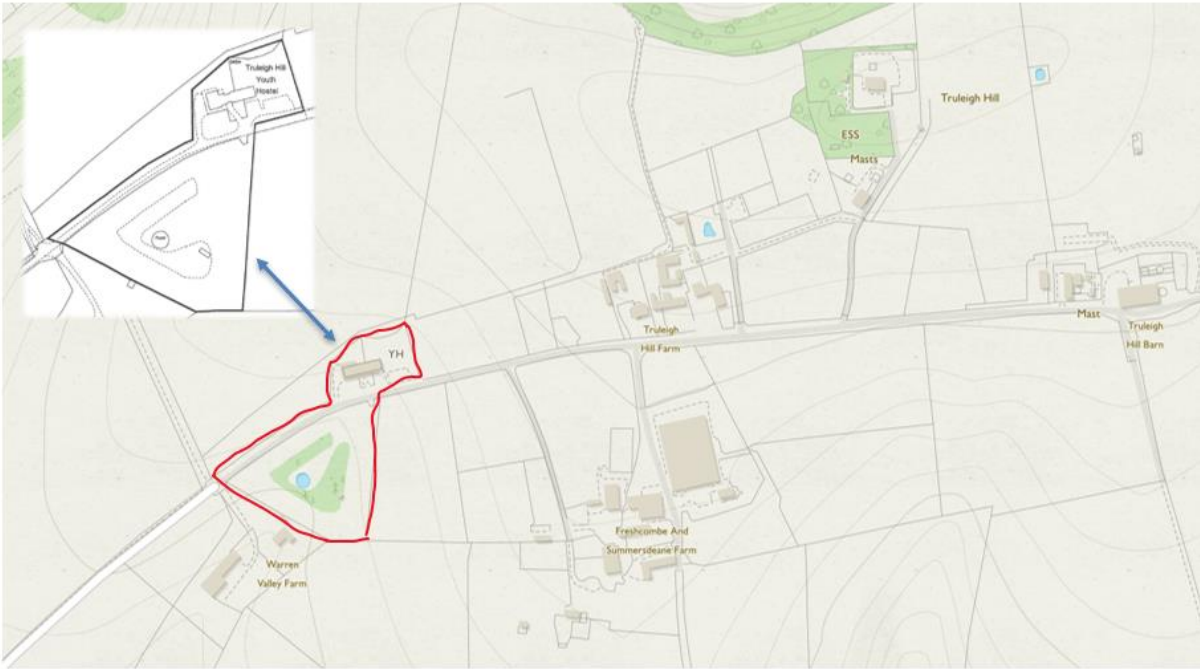 Truleigh Hill
Youth
Hostel
Truleigh Hill
ESS
Masts
YH
Truleigh
Hill Farm
Mast
Truleigh
Hill Barn
Freshcombe And
Summersdeane Farm
Warren
Valley Farm